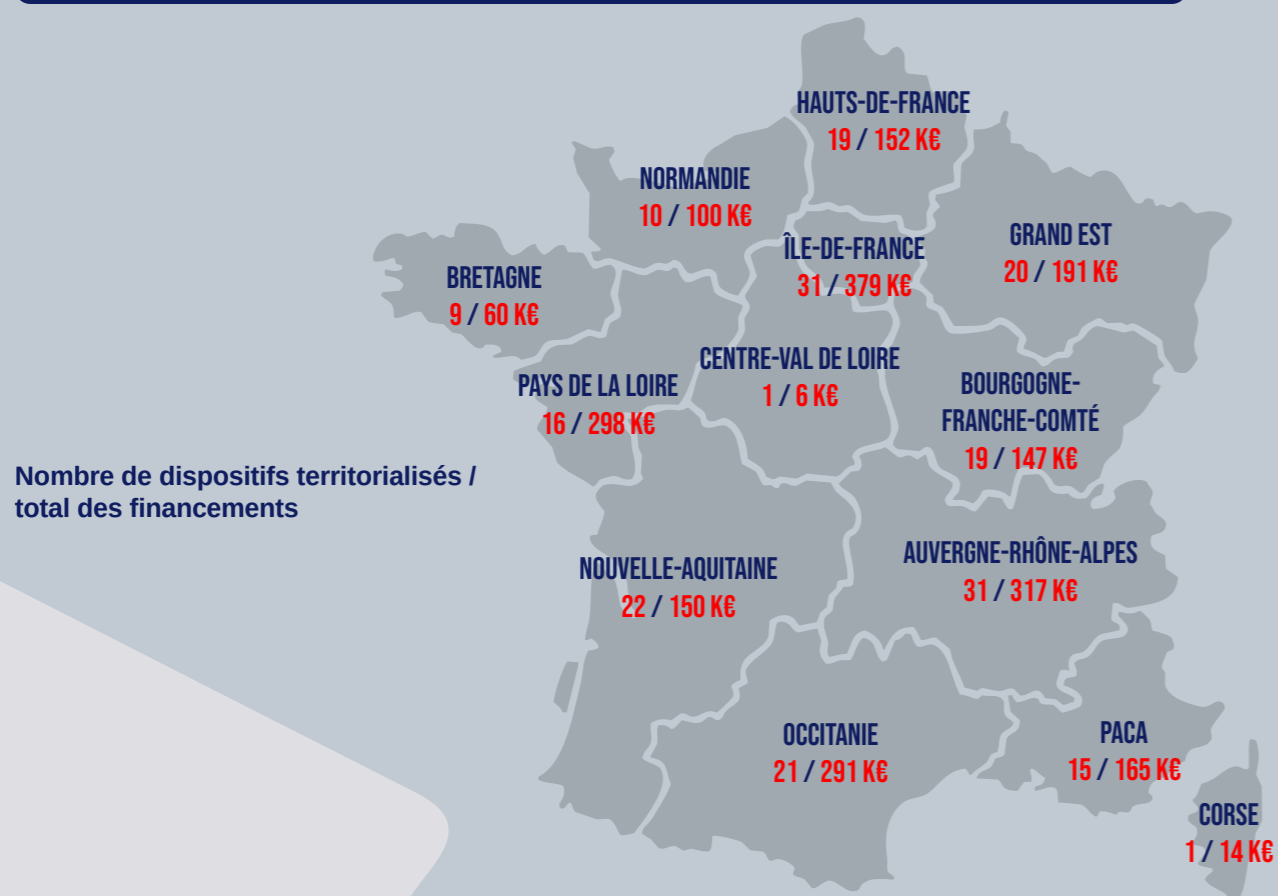 HAUTS-DE-FRANCE
19 / 152 K€
NORMANDIE
10 / 100 K€
ÎLE-DE-FRANCE
31 / 379 K€
GRAND EST
20 / 191 K€
BRETAGNE
9 / 60 K€
CENTRE-VAL DE LOIRE
1 / 6 K€
PAYS DE LA LOIRE
16 / 298 K€
BOURGOGNE-
FRANCHE-COMTÉ
19 / 147 K€
Nombre de dispositifs territorialisés /
total des financements
NOUVELLE-AQUITAINE
22 / 150 K€
AUVERGNE-RHÔNE-ALPES
31 / 317 K€
OCCITANIE
21 / 291 K€
PACA
15 / 165 K€
CORSE
1 / 14 K€